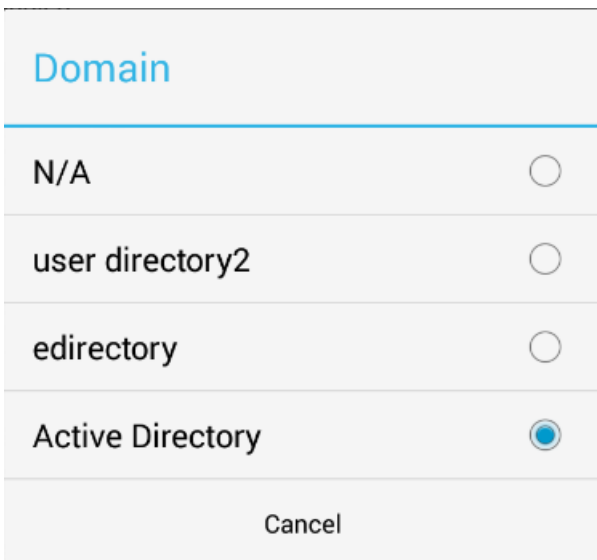 Domain
N/A
user directory2
edirectory
Active Directory
Cancel